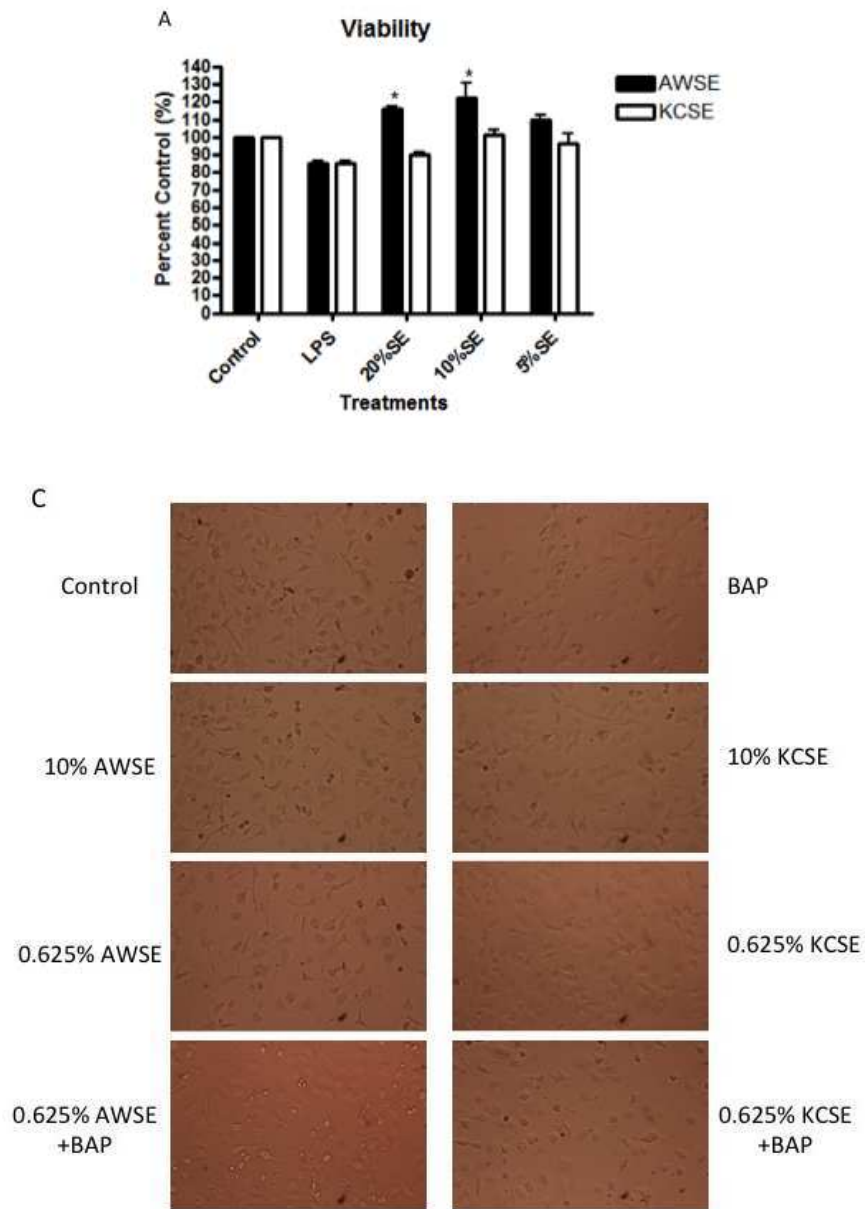 A
Viability
140
130
120
110
100
90
80
70
60
50
40
30
20
10
0
Percent Control (%)
* *
AWSE
KCSE
Control LPS 20%SE 10%SE 5%SE
Treatments
C
Control
BAP
10% AWSE
10% KCSE
0.625% AWSE
0.625% KCSE
0.625% AWSE
+BAP
0.625% KCSE
+BAP